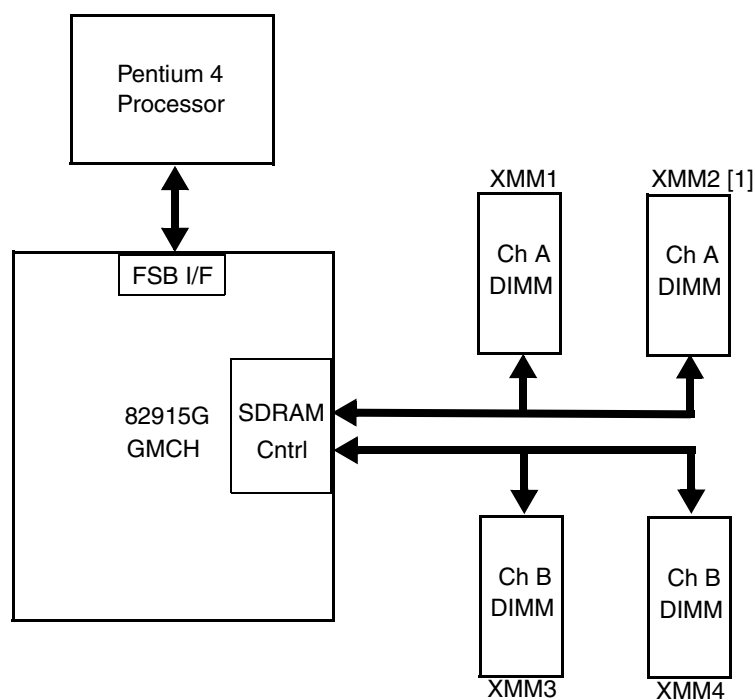 Pentium 4
Processor
XMM1
XMM2 [1]
Ch A
DIMM
Ch A
DIMM
FSB I/F
82915G
GMCH
SDRAM
Cntrl
Ch B
DIMM
Ch B
DIMM
XMM3
XMM4